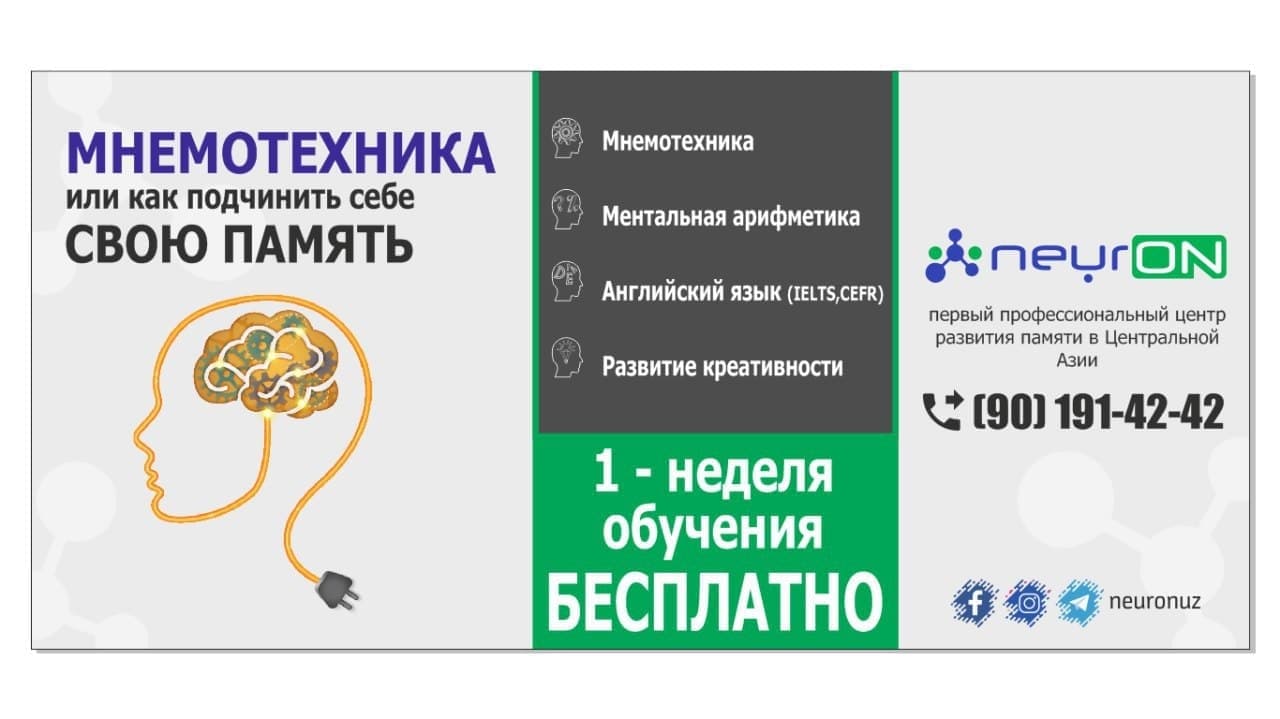 МНЕМОТЕХНИКА
или как подчинить себе
СВОЮ ПАМЯТЬ
Мнемотехника
Ментальная арифметика
Английский язык (IELTS,CEFR)
Развитие креативности
1 - неделя
обучения
БЕСПЛАТНО
neyrON
первый профессиональный центр
развития памяти в Центральной
Азии
(90) 191-42-42
neuronuz